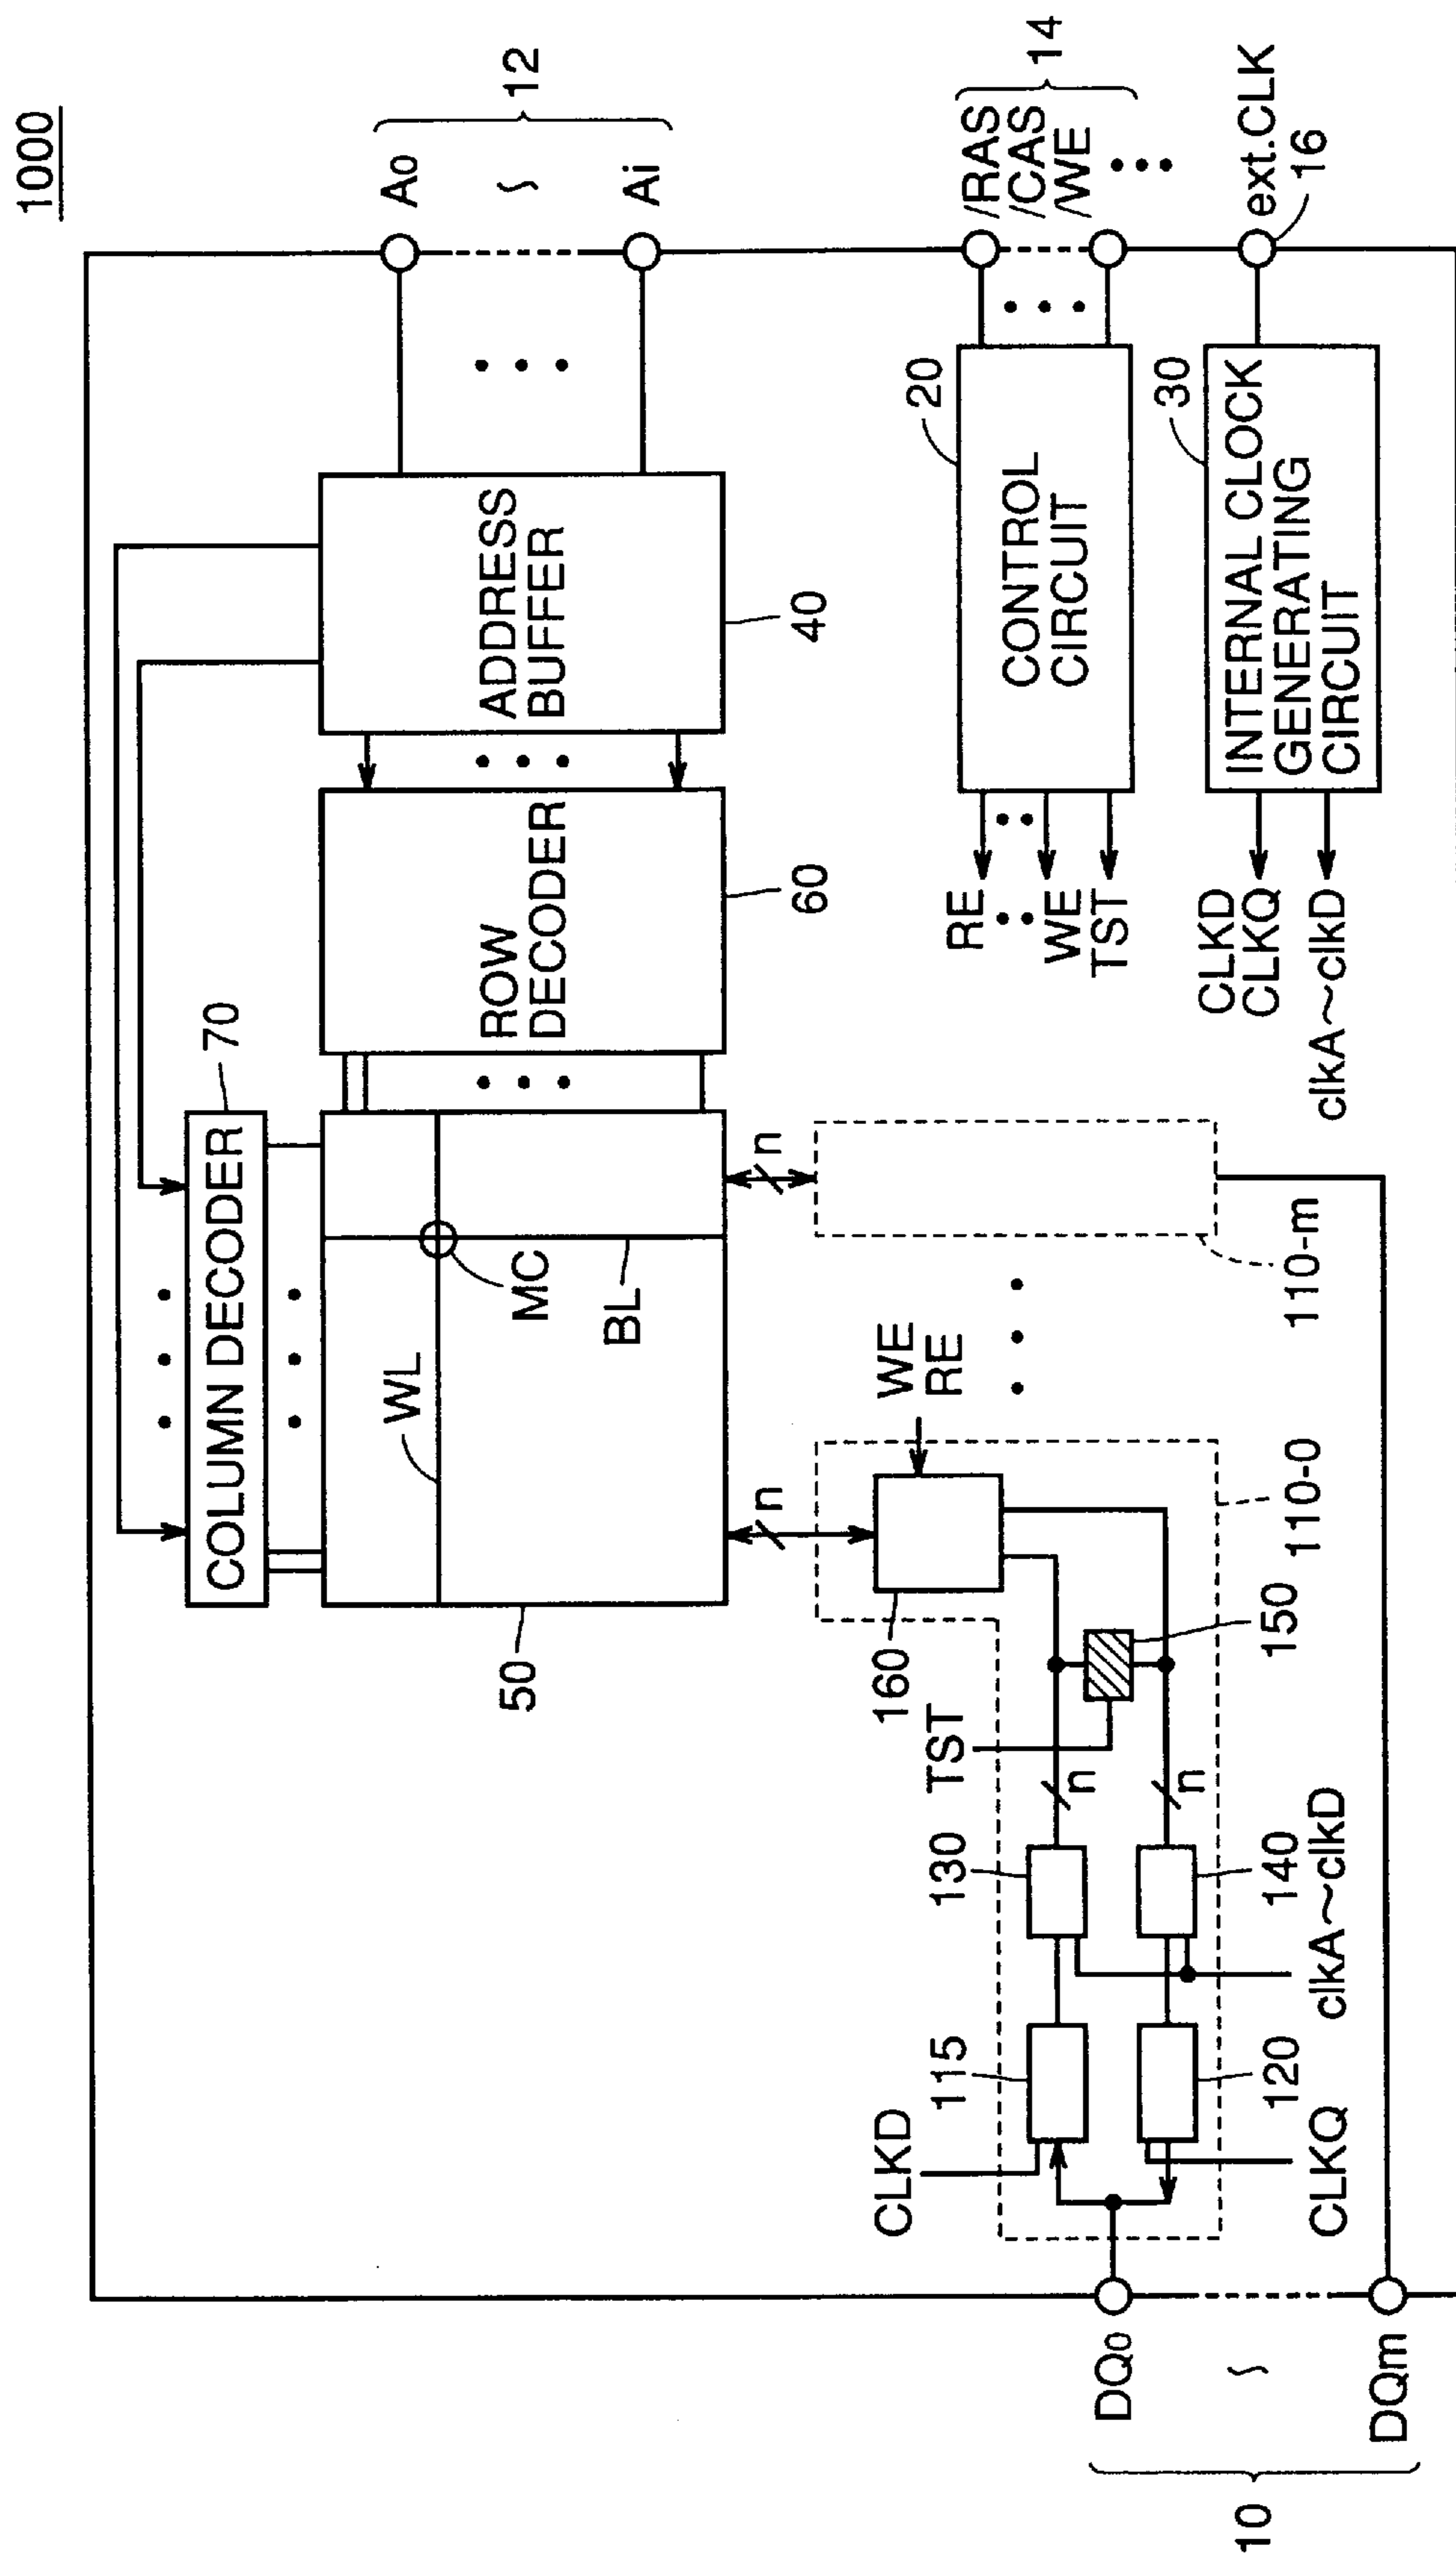 1000
A0
~
Ai
12
/RAS
/CAS
/WE
14
ext.CLK
16
ADDRESS
BUFFER
40
CONTROL
CIRCUIT
20
INTERNAL CLOCK
GENERATING
CIRCUIT
30
ROW
DECODER
60
RE
WE
TST
CLKD
CLKQ
clkA~clkD
COLUMN DECODER
70
WL
MC
BL
50
n
n
110-m
WE
RE
160
110-0
150
TST
n
n
130
140
clkA~clkD
115
120
CLKD
CLKQ
DQ0
~
DQm
10